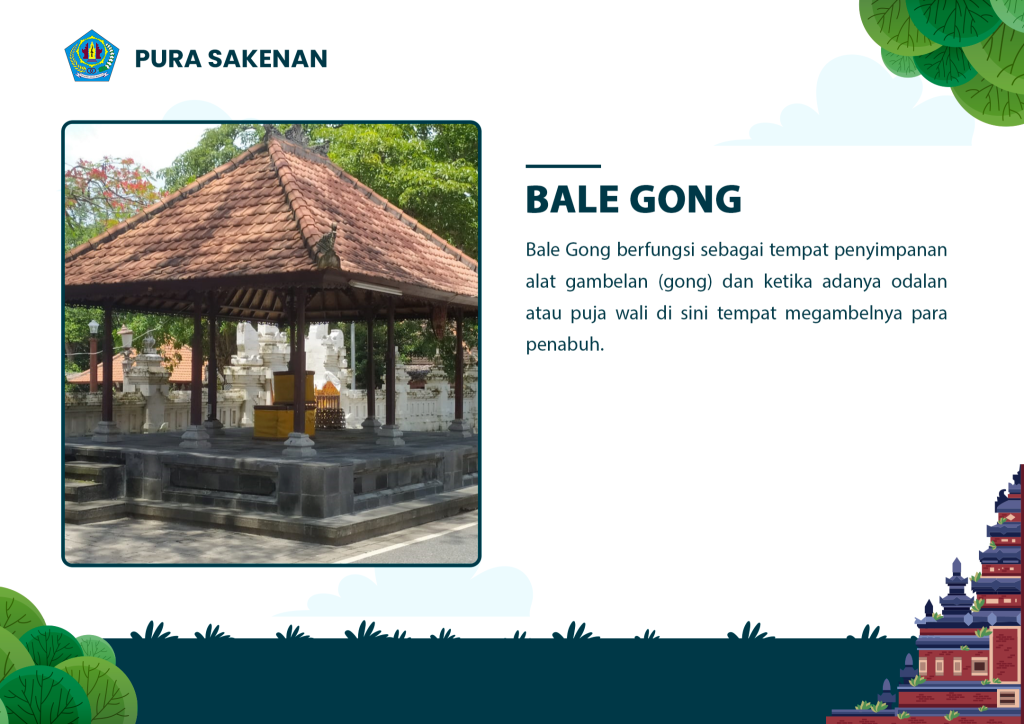 PURA SAKENAN
BALE GONG
Bale Gong berfungsi sebagai tempat penyimpanan
alat gambelan (gong) dan ketika adanya odalan
atau puja wali di sini tempat megambelnya para
penabuh.